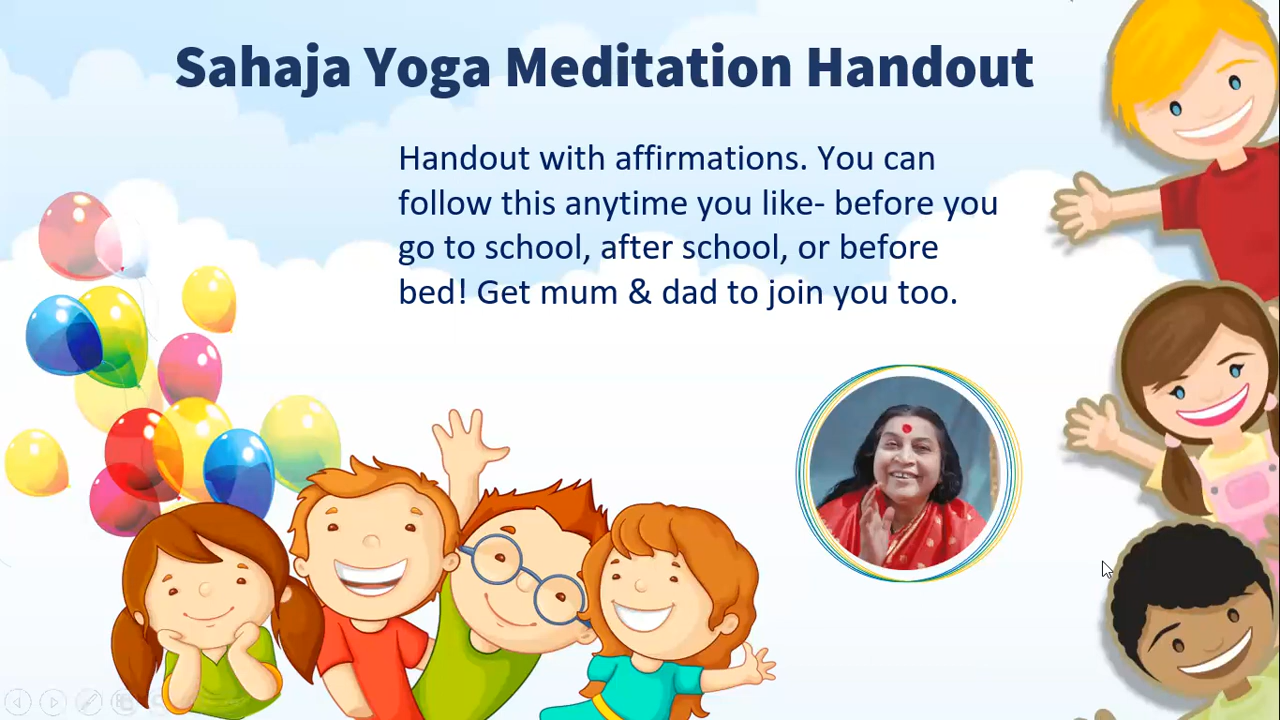 Sahaja Yoga Meditation Handout
Handout with affirmations. You can
follow this anytime you like- before you
go to school, after school, or before
bed! Get mum & dad to join you too.